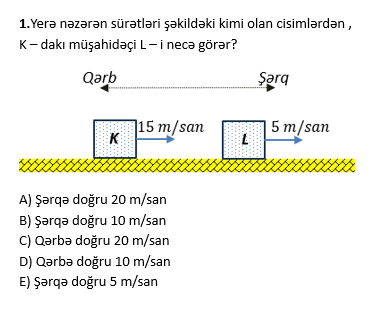 1.Yerə nəzərən sürətləri şəkildəki kimi olan cisimlərdən ,
K – dakı müşahidəçi L – i necə görər?
Qərb Şərq
15 m/san 5 m/san
K L
A) Şərqə doğru 20 m/san
B) Şərqə doğru 10 m/san
C) Qərbə doğru 20 m/san
D) Qərbə doğru 10 m/san
E) Şərqə doğru 5 m/san